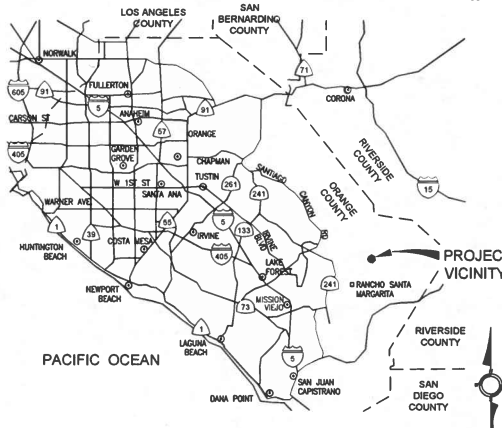 LOS ANGELES
COUNTY
SAN
BERNARDINO
COUNTY
NORWALK
71
605
91
FULLERTON
5
91
CORONA
CARSON ST
ANAHEIM
57
ORANGE
405
GARDEN
GROVE
CHAPMAN
RIVERSIDE
COUNTY
15
W 1ST ST
TUSTIN
SANTIAGO
CANYON
RD
ORANGE
COUNTY
SANTA ANA
261
241
WARNER AVE
1
39
55
5
133
IRVINE
BLVD
IRVINE
HUNTINGTON
BEACH
COSTA MESA
405
LAKE
FOREST
PROJEC
VICINITY
241
RANCHO SANTA
MARGARITA
NEWPORT
BEACH
73
MISSION
VIEJO
1
LAGUNA
BEACH
RIVERSIDE
COUNTY
PACIFIC OCEAN
5
SAN JUAN
CAPISTRANO
SAN
DIEGO
COUNTY
DANA POINT